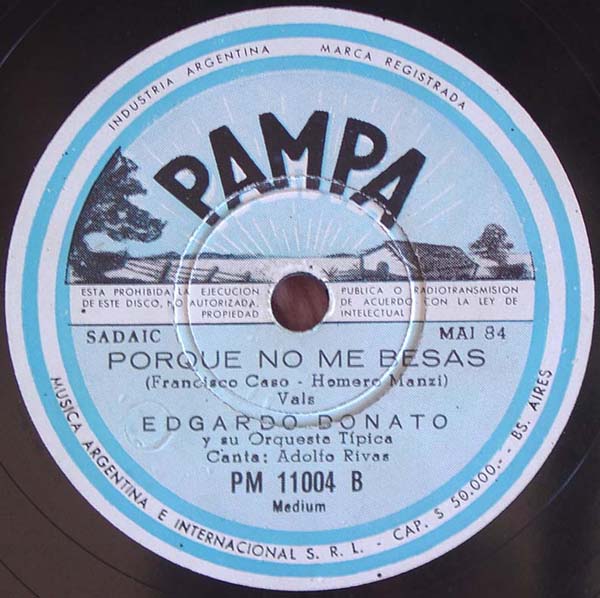 INDUSTRIA ARGENTINA MARCA REGISTRADA
PAMPA
ESTA PROHIBIDA LA EJECUCION PUBLICA O RADIOTRANSMISION
DE ESTE DISCO, NO AUTORIZADA, DE ACUERDO CON LA LEY DE
PROPIEDAD INTELECTUAL
SADAIC MAI 84
PORQUE NO ME BESAS
(Francisco Caso - Homero Manzi)
Vals
EDGARDO DONATO
y su Orquesta Típica
Canta: Adolfo Rivas
PM 11004 B
Medium
MUSICA ARGENTINA E INTERNACIONAL S. R. L. - CAP. $ 50.000.- BS. AIRES